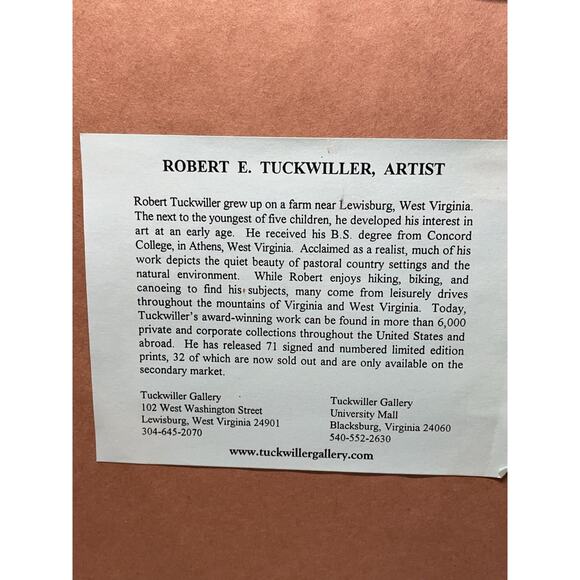 ROBERT E. TUCKWILLER, ARTIST
Robert Tuckwiller grew up on a farm near Lewisburg, West Virginia.
The next to the youngest of five children, he developed his interest in
art at an early age. He received his B.S. degree from Concord
College, in Athens, West Virginia. Acclaimed as a realist, much of his
work depicts the quiet beauty of pastoral country settings and the
natural environment. While Robert enjoys hiking, biking, and
canoeing to find his subjects, many come from leisurely drives
throughout the mountains of Virginia and West Virginia. Today,
Tuckwiller's award-winning work can be found in more than 6,000
private and corporate collections throughout the United States and
abroad. He has released 71 signed and numbered limited edition
prints, 32 of which are now sold out and are only available on the
secondary market.
Tuckwiller Gallery
102 West Washington Street
Lewisburg, West Virginia 24901
304-645-2070
Tuckwiller Gallery
University Mall
Blacksburg, Virginia 24060
540-552-2630
www.tuckwillergallery.com